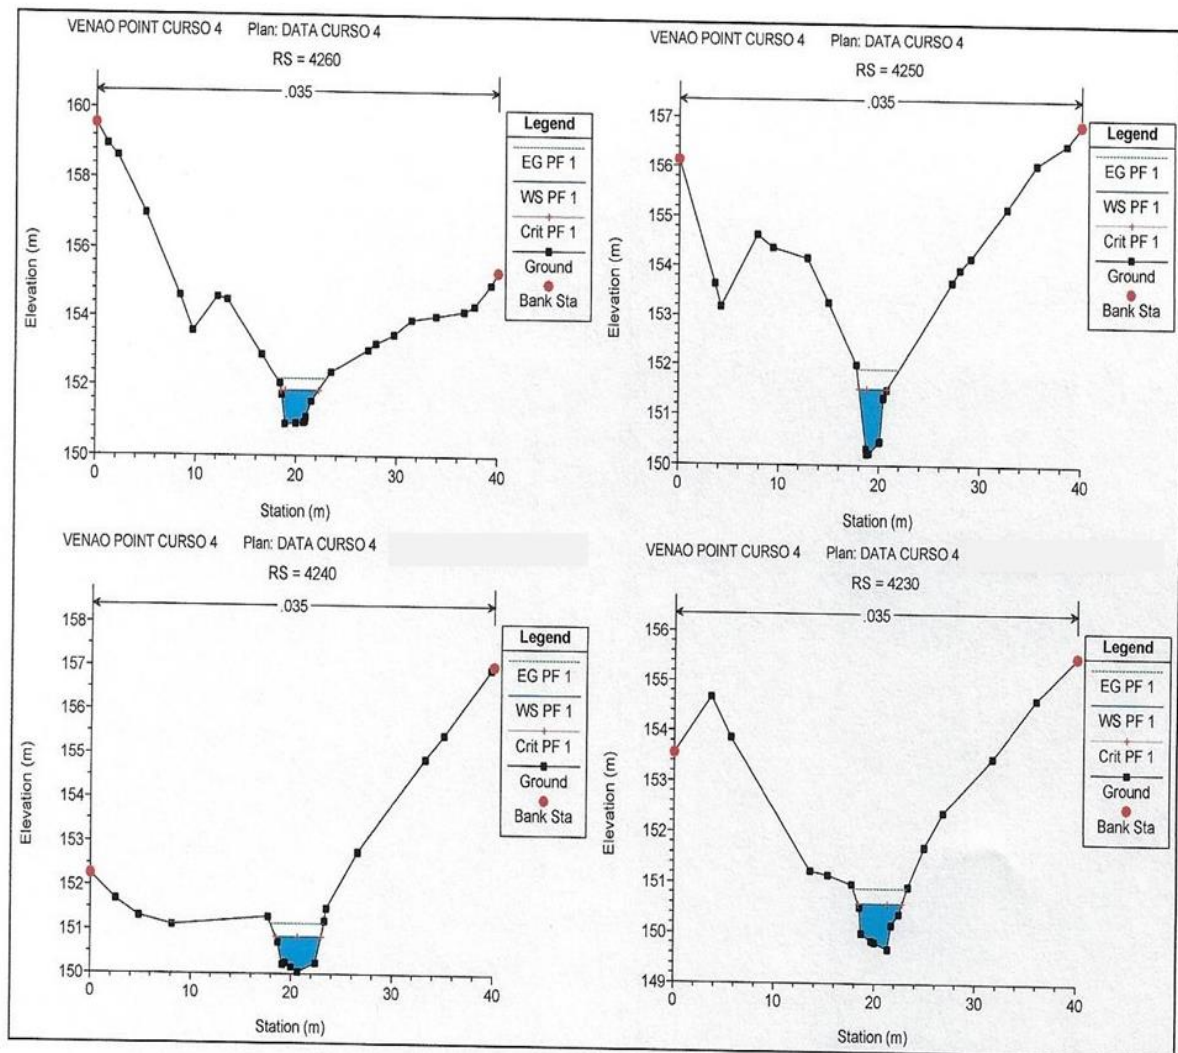 VENAO POINT CURSO 4 Plan: DATA CURSO 4
RS = 4260
.035
Elevation (m)
160
158
156
154
152
150
0 10 20 30 40
Station (m)
Legend
EG PF 1
WS PF 1
Crit PF 1
Ground
Bank Sta
VENAO POINT CURSO 4 Plan: DATA CURSO 4
RS = 4250
.035
Elevation (m)
157
156
155
154
153
152
151
150
0 10 20 30 40
Station (m)
Legend
EG PF 1
WS PF 1
Crit PF 1
Ground
Bank Sta
VENAO POINT CURSO 4 Plan: DATA CURSO 4
RS = 4240
.035
Elevation (m)
158
157
156
155
154
153
152
151
150
0 10 20 30 40
Station (m)
Legend
EG PF 1
WS PF 1
Crit PF 1
Ground
Bank Sta
VENAO POINT CURSO 4 Plan: DATA CURSO 4
RS = 4230
.035
Elevation (m)
156
155
154
153
152
151
150
149
0 10 20 30 40
Station (m)
Legend
EG PF 1
WS PF 1
Crit PF 1
Ground
Bank Sta